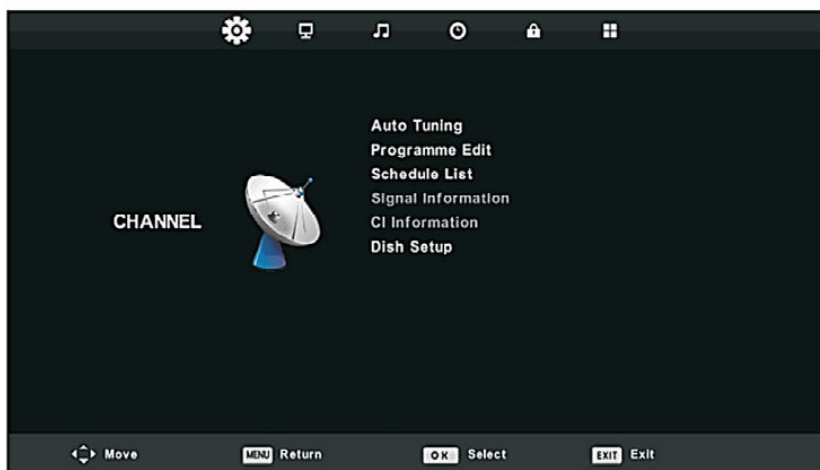 Auto Tuning
Programme Edit
Schedule List
Signal Information
CHANNEL
CI Information
Dish Setup
Move MENU Return OK Select EXIT Exit